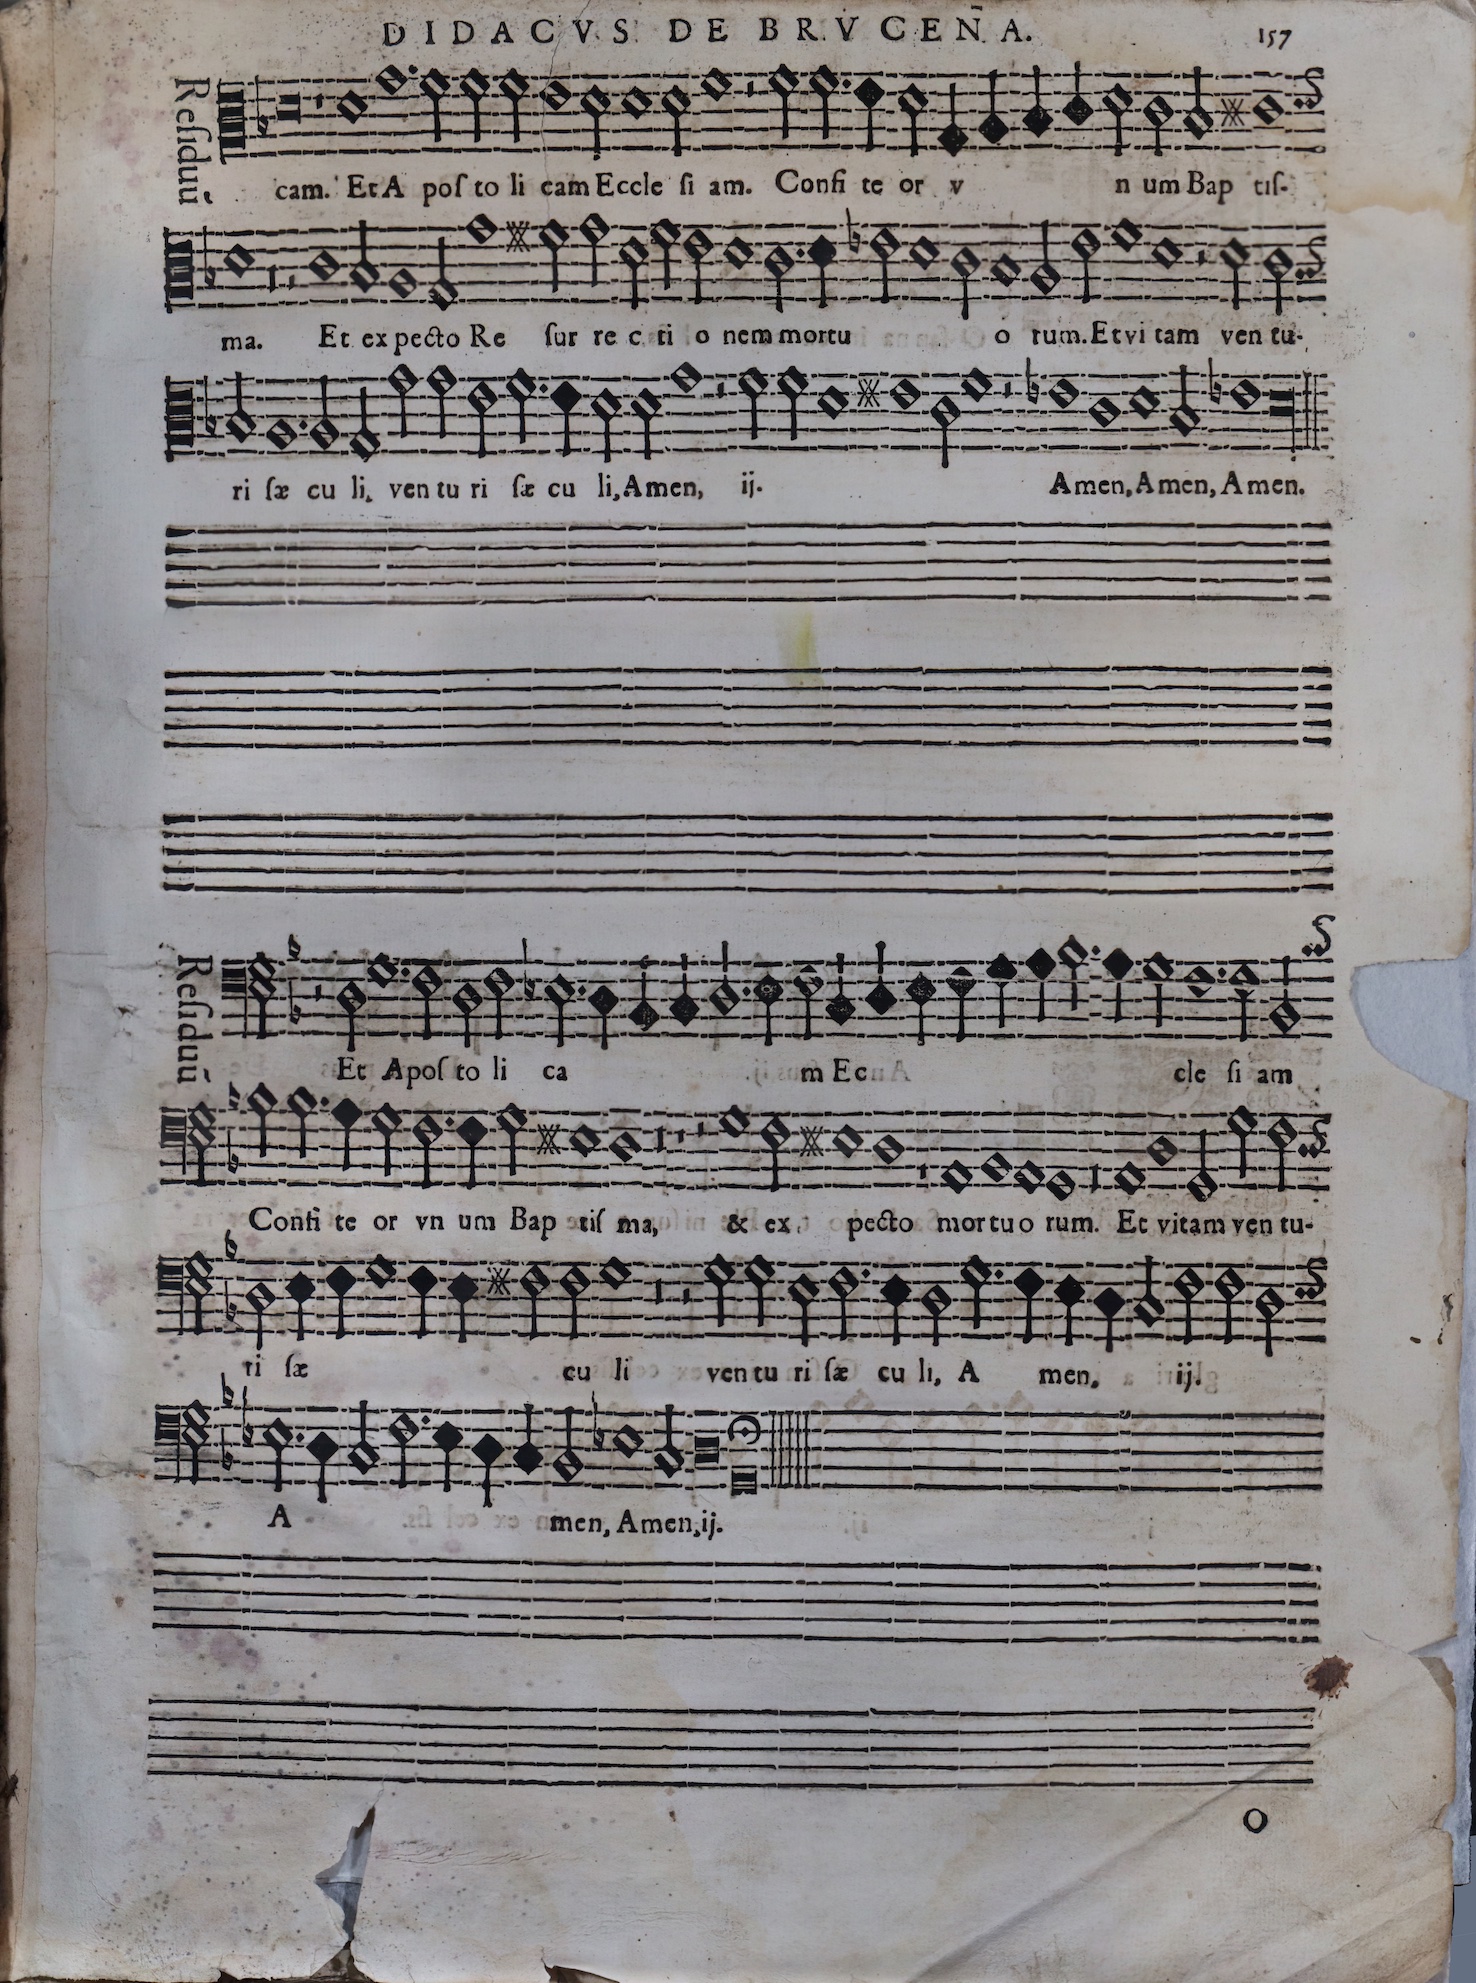 DIDACVS DE BRVCEÑA.
157
Reſiduũ
cam. Et A poſ to li cam Eccle ſi am. Confi te or v n um Bap tiſ-
ma. Et ex pecto Re ſur re c ti o nem mortu o rum. Et vi tam ven tu-
ri ſæ cu li, ven tu ri ſæ cu li, Amen, ij. Amen, Amen, Amen.
Reſiduũ
Et Apoſ to li ca m Ec cle ſi am
Confi te or vn um Bap tiſ ma, & ex pecto mortuo rum. Et vitam ven tu-
ri ſæ cu li ven tu ri ſæ cu li, A men, ij.
A men, Amen, ij.
O